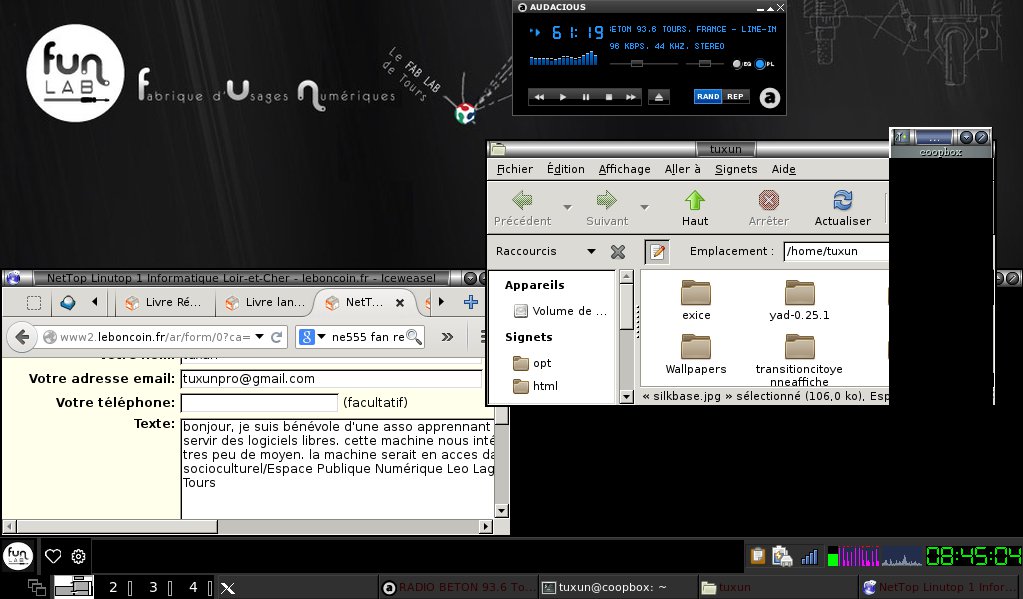 AUDACIOUS
61:19
BETON 93.6 TOURS. FRANCE - LINE-IN
96 KBPS, 44 KHZ, STEREO
EQ
PL
RAND
REP
a
fun
LAB
fabrique d'Usages Numériques
Le FAB LAB
de Tours
coopbox
tuxun
Fichier Édition Affichage Aller à Signets Aide
Précédent Suivant Haut Arrêter Actualiser
Raccourcis
Emplacement : /home/tuxun
Appareils
Volume de ...
Signets
opt
html
exice
yad-0.25.1
Wallpapers
transitioncitoye
nneaffiche
« silkbase.jpg » sélectionné (106,0 ko), Esp
NetTop Linutop 1 Informatique Loir-et-Cher - leboncoin.fr - Iceweasel
Livre Ré...
Livre lan...
NetT...
www2.leboncoin.fr/ar/form/0?ca=
8
ne555 fan re
Votre adresse email: tuxunpro@gmail.com
Votre téléphone: (facultatif)
Texte:
bonjour, je suis bénévole d'une asso apprennant
servir des logiciels libres. cette machine nous inté
tres peu de moyen. la machine serait en acces da
socioculturel/Espace Publique Numérique Leo Lag
Tours
fun
LAB
08:45:04
2 3 4
RADIO BETON 93.6 To...
tuxun@coopbox: ~
tuxun
NetTop Linutop 1 Infor...